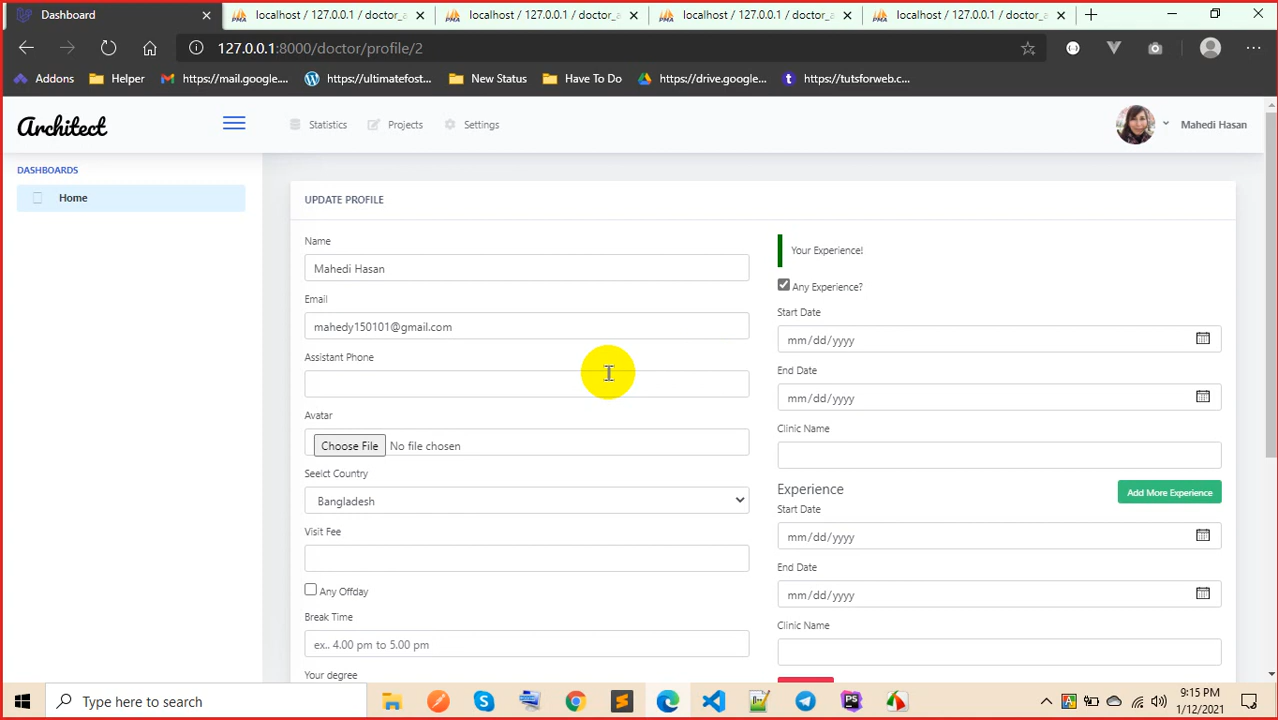 Dashboard
localhost / 127.0.0.1 / doctor_a
localhost / 127.0.0.1 / doctor_a
localhost / 127.0.0.1 / doctor_a
localhost / 127.0.0.1 / doctor_a
127.0.0.1:8000/doctor/profile/2
Addons
Helper
https://mail.google....
https://ultimatefost...
New Status
Have To Do
https://drive.google...
https://tutsforweb.c...
Architect
Statistics
Projects
Settings
Mahedi Hasan
DASHBOARDS
Home
UPDATE PROFILE
Name
Mahedi Hasan
Email
mahedy150101@gmail.com
Assistant Phone
Avatar
Choose File No file chosen
Seelct Country
Bangladesh
Visit Fee
Any Offday
Break Time
ex.. 4.00 pm to 5.00 pm
Your degree
Your Experience!
Any Experience?
Start Date
mm/dd/yyyy
End Date
mm/dd/yyyy
Clinic Name
Experience
Add More Experience
Start Date
mm/dd/yyyy
End Date
mm/dd/yyyy
Clinic Name
Type here to search
9:15 PM
1/12/2021